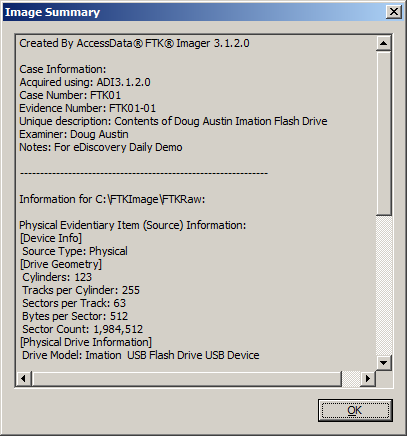 Image Summary
Created By AccessData® FTK® Imager 3.1.2.0
Case Information:
Acquired using: ADI3.1.2.0
Case Number: FTK01
Evidence Number: FTK01-01
Unique description: Contents of Doug Austin Imation Flash Drive
Examiner: Doug Austin
Notes: For eDiscovery Daily Demo
--------------------------------------------------------------
Information for C:\FTKImage\FTKRaw:
Physical Evidentiary Item (Source) Information:
[Device Info]
Source Type: Physical
[Drive Geometry]
Cylinders: 123
Tracks per Cylinder: 255
Sectors per Track: 63
Bytes per Sector: 512
Sector Count: 1,984,512
[Physical Drive Information]
Drive Model: Imation  USB Flash Drive USB Device
OK